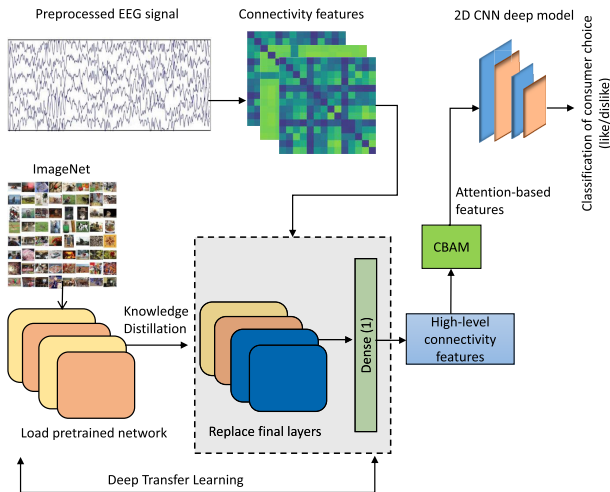 Preprocessed EEG signal
Connectivity features
2D CNN deep model
Classification of consumer choice
(like/dislike)
ImageNet
Attention-based
features
CBAM
Knowledge
Distillation
Dense (1)
High-level
connectivity
features
Load pretrained network
Replace final layers
Deep Transfer Learning